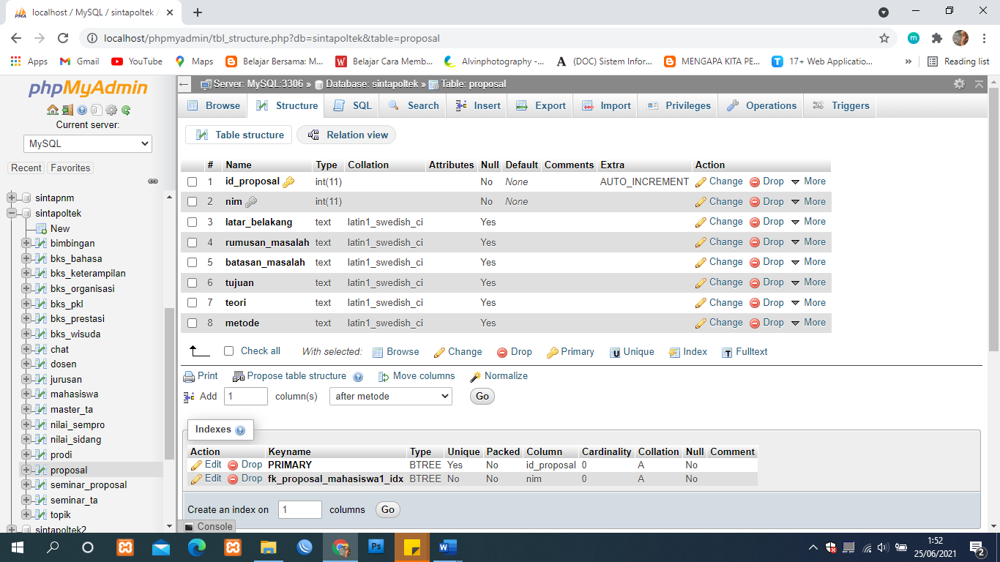 localhost / MySQL / sintapoltek /
localhost/phpmyadmin/tbl_structure.php?db=sintapoltek&table=proposal
Apps Gmail YouTube Maps Belajar Bersama: M... Belajar Cara Memb... Alvinphotography -... (DOC) Sistem Infor... MENGAPA KITA PE... 17+ Web Applicatio... » Reading list
phpMyAdmin
Current server:
MySQL
Recent Favorites
sintapnm
sintapoltek
New
bimbingan
bks_bahasa
bks_keterampilan
bks_organisasi
bks_pkl
bks_prestasi
bks_wisuda
chat
dosen
jurusan
mahasiswa
master_ta
nilai_sempro
nilai_sidang
prodi
proposal
seminar_proposal
seminar_ta
topik
sintapoltek2
Server: MySQL:3306 » Database: sintapoltek » Table: proposal
Browse Structure SQL Search Insert Export Import Privileges Operations Triggers
Table structure Relation view
# Name Type Collation Attributes Null Default Comments Extra Action
1 id_proposal int(11) No None AUTO_INCREMENT Change Drop More
2 nim int(11) No None Change Drop More
3 latar_belakang text latin1_swedish_ci Yes Change Drop More
4 rumusan_masalah text latin1_swedish_ci Yes Change Drop More
5 batasan_masalah text latin1_swedish_ci Yes Change Drop More
6 tujuan text latin1_swedish_ci Yes Change Drop More
7 teori text latin1_swedish_ci Yes Change Drop More
8 metode text latin1_swedish_ci Yes Change Drop More
Check all With selected: Browse Change Drop Primary Unique Index Fulltext
Print Propose table structure Move columns Normalize
Add 1 column(s) after metode Go
Indexes
Action Keyname Type Unique Packed Column Cardinality Collation Null Comment
Edit Drop PRIMARY BTREE Yes No id_proposal 0 A No
Edit Drop fk_proposal_mahasiswa1_idx BTREE No No nim 0 A No
Create an index on 1 columns Go
Console
1:52
25/06/2021
2